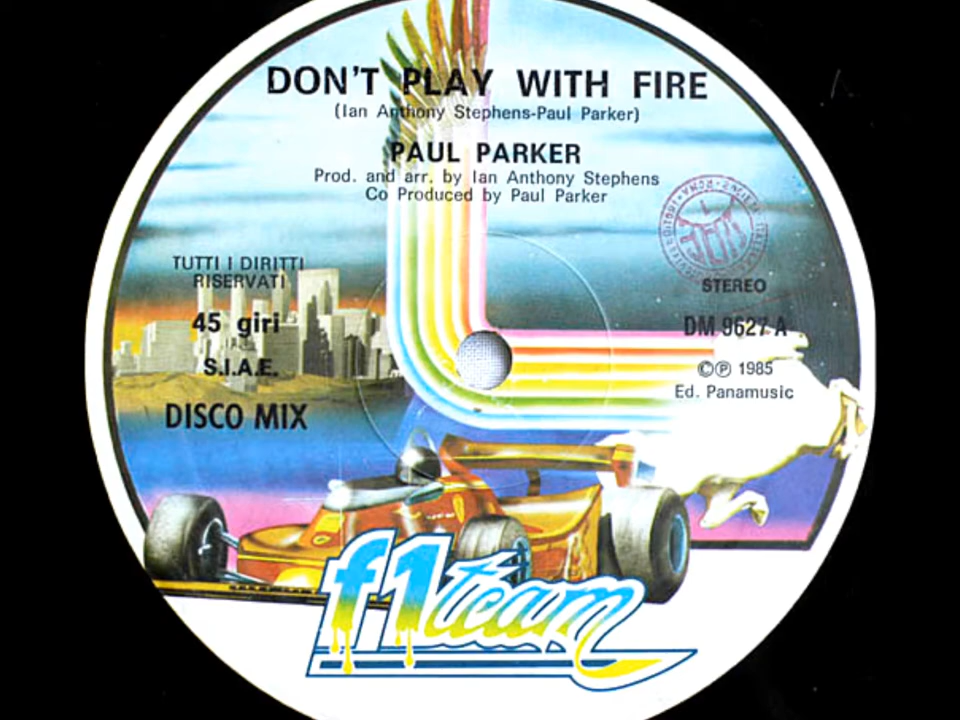 DON'T PLAY WITH FIRE
(Ian Anthony Stephens-Paul Parker)
PAUL PARKER
Prod. and arr. by Ian Anthony Stephens
Co Produced by Paul Parker
TUTTI I DIRITTI
RISERVATI
45 giri
S.I.A.E.
DISCO MIX
STEREO
DM 9627-A
©℗ 1985
Ed. Panamusic
f1 team